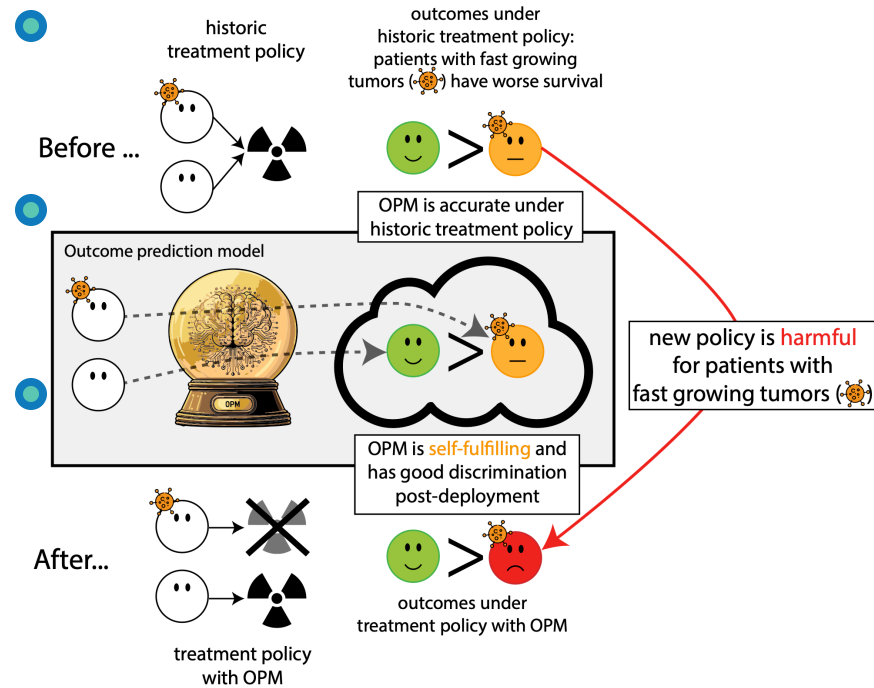 historic
treatment policy
outcomes under
historic treatment policy:
patients with fast growing
tumors () have worse survival
Before ...
>
OPM is accurate under
historic treatment policy
Outcome prediction model
>
OPM
new policy is harmful
for patients with
fast growing tumors ()
OPM is self-fulfilling and
has good discrimination
post-deployment
After...
>
outcomes under
treatment policy with OPM
treatment policy
with OPM